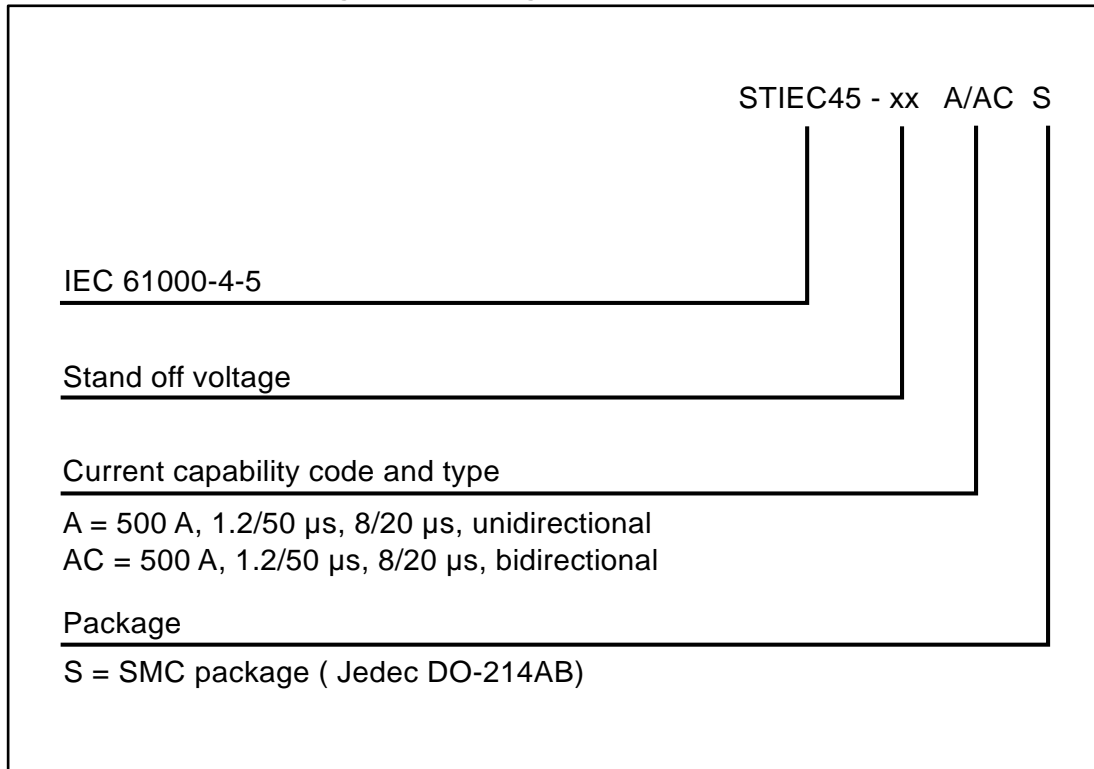 STIEC45 - xx A/AC S
IEC 61000-4-5
Stand off voltage
Current capability code and type
A = 500 A, 1.2/50 µs, 8/20 µs, unidirectional
AC = 500 A, 1.2/50 µs, 8/20 µs, bidirectional
Package
S = SMC package ( Jedec DO-214AB)